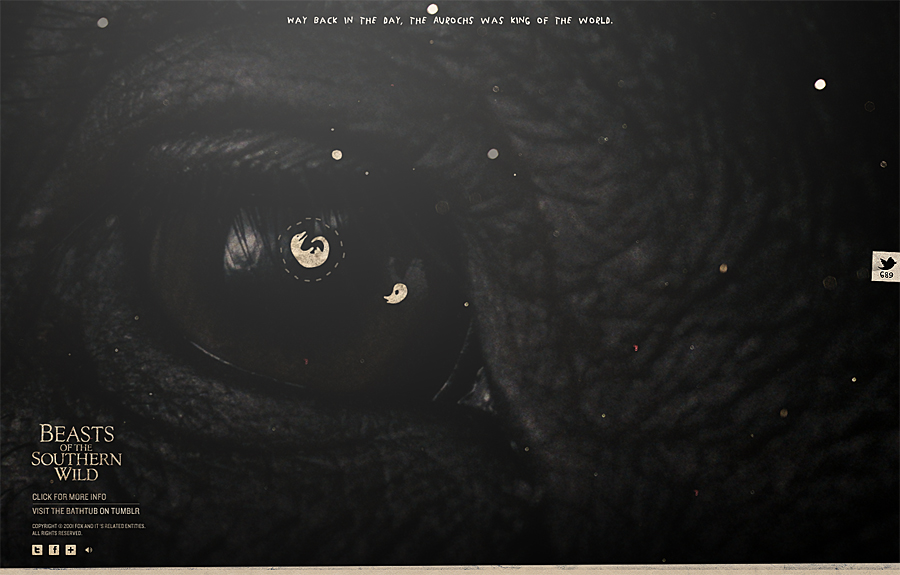 WAY BACK IN THE DAY, THE AUROCHS WAS KING OF THE WORLD.
689
BEASTS
OF THE
SOUTHERN
WILD
CLICK FOR MORE INFO
VISIT THE BATHTUB ON TUMBLR
COPYRIGHT © 2001 FOX AND IT'S RELATED ENTITIES.
ALL RIGHTS RESERVED.